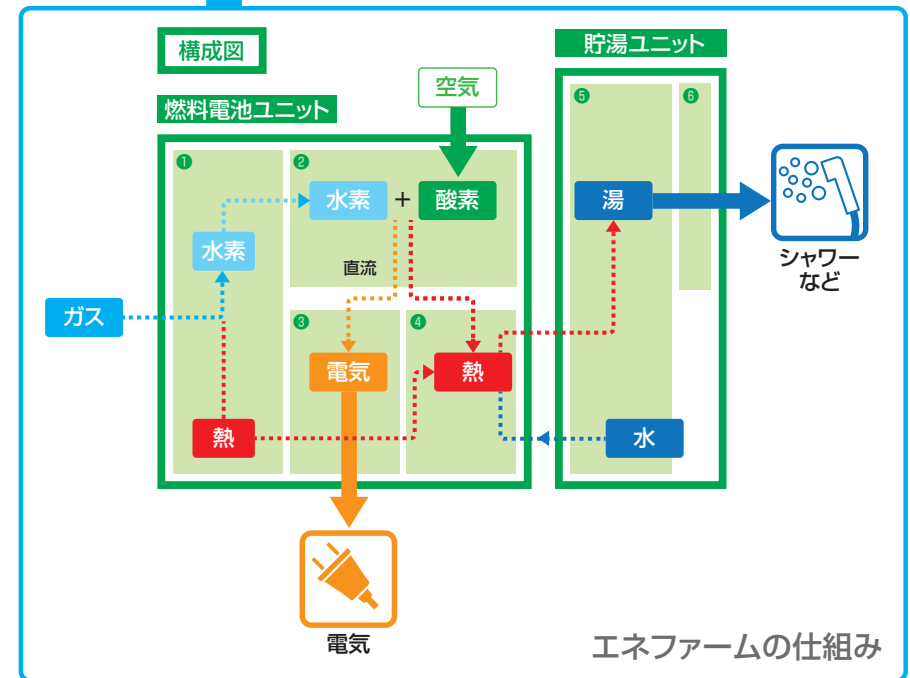 構成図
貯湯ユニット
燃料電池ユニット
空気
❶
❷
❺
❻
水素
+
酸素
湯
水素
直流
シャワー
など
ガス
❸
❹
電気
熱
熱
水
電気
エネファームの仕組み